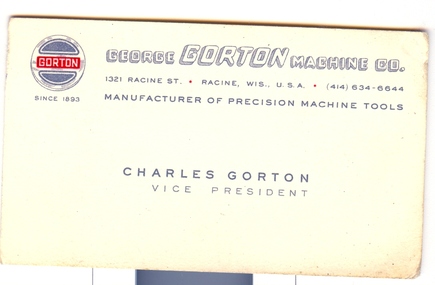 GORTON
SINCE 1893
GEORGE GORTON MACHINE CO.
1321 RACINE ST. • RACINE, WIS., U.S.A. • (414) 634-6644
MANUFACTURER OF PRECISION MACHINE TOOLS
CHARLES GORTON
VICE PRESIDENT